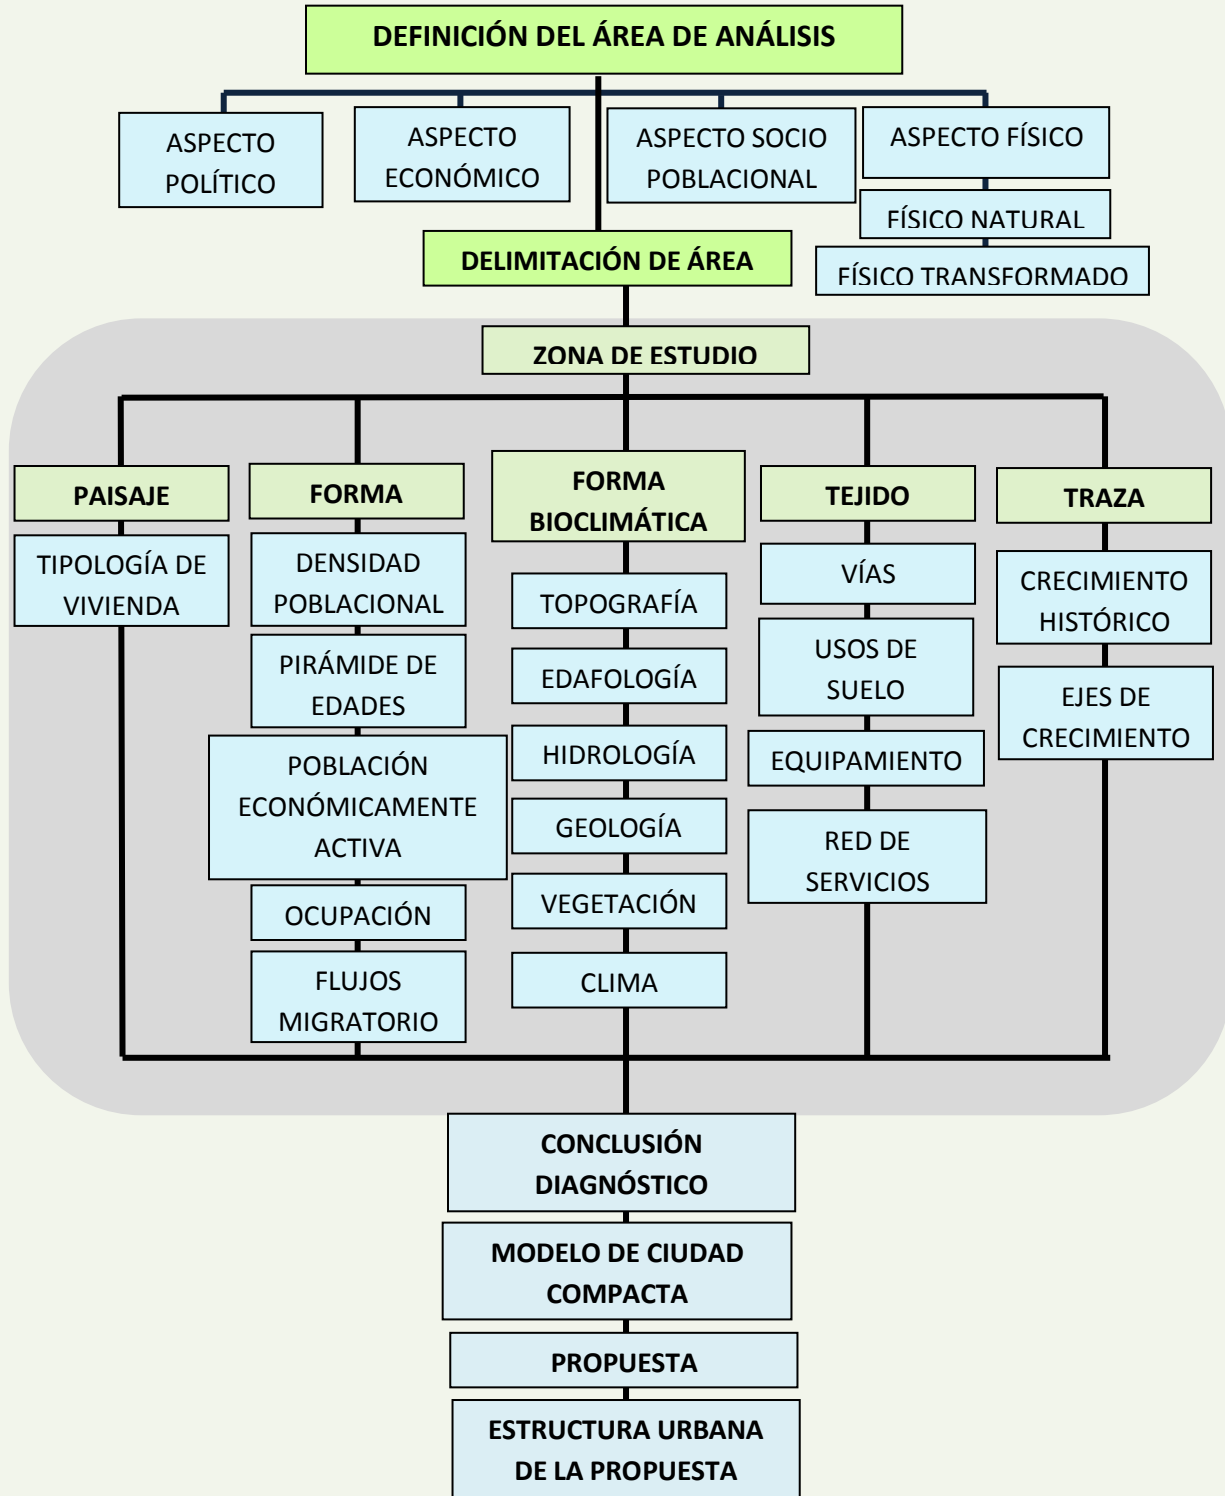 DEFINICIÓN DEL ÁREA DE ANÁLISIS
ASPECTO
POLÍTICO
ASPECTO
ECONÓMICO
ASPECTO SOCIO
POBLACIONAL
ASPECTO FÍSICO
FÍSICO NATURAL
FÍSICO TRANSFORMADO
DELIMITACIÓN DE ÁREA
ZONA DE ESTUDIO
PAISAJE
TIPOLOGÍA DE
VIVIENDA
FORMA
DENSIDAD
POBLACIONAL
PIRÁMIDE DE
EDADES
POBLACIÓN
ECONÓMICAMENTE
ACTIVA
OCUPACIÓN
FLUJOS
MIGRATORIO
FORMA
BIOCLIMÁTICA
TOPOGRAFÍA
EDAFOLOGÍA
HIDROLOGÍA
GEOLOGÍA
VEGETACIÓN
CLIMA
TEJIDO
VÍAS
USOS DE
SUELO
EQUIPAMIENTO
RED DE
SERVICIOS
TRAZA
CRECIMIENTO
HISTÓRICO
EJES DE
CRECIMIENTO
CONCLUSIÓN
DIAGNÓSTICO
MODELO DE CIUDAD
COMPACTA
PROPUESTA
ESTRUCTURA URBANA
DE LA PROPUESTA